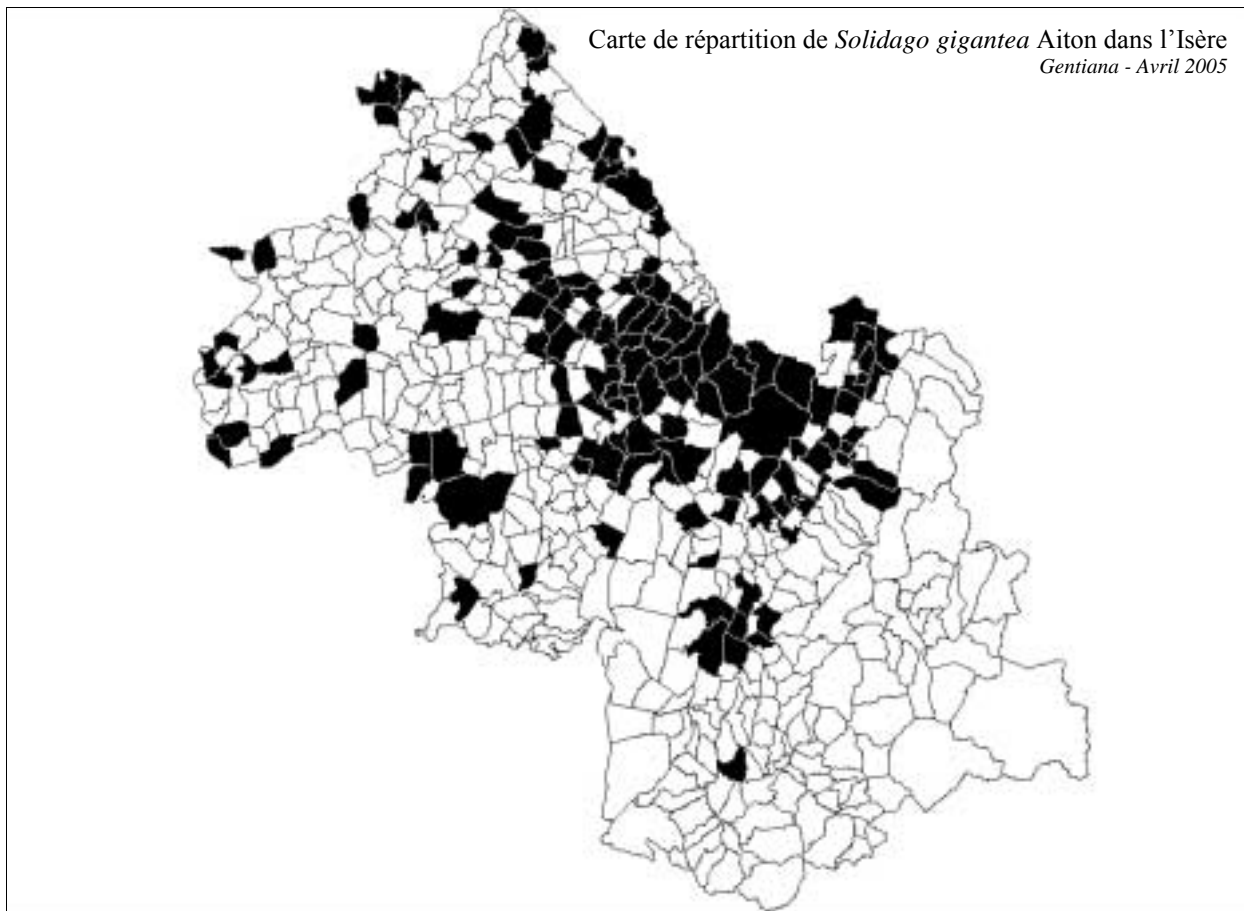 Carte de répartition de Solidago gigantea Aiton dans l’Isère
Gentiana - Avril 2005